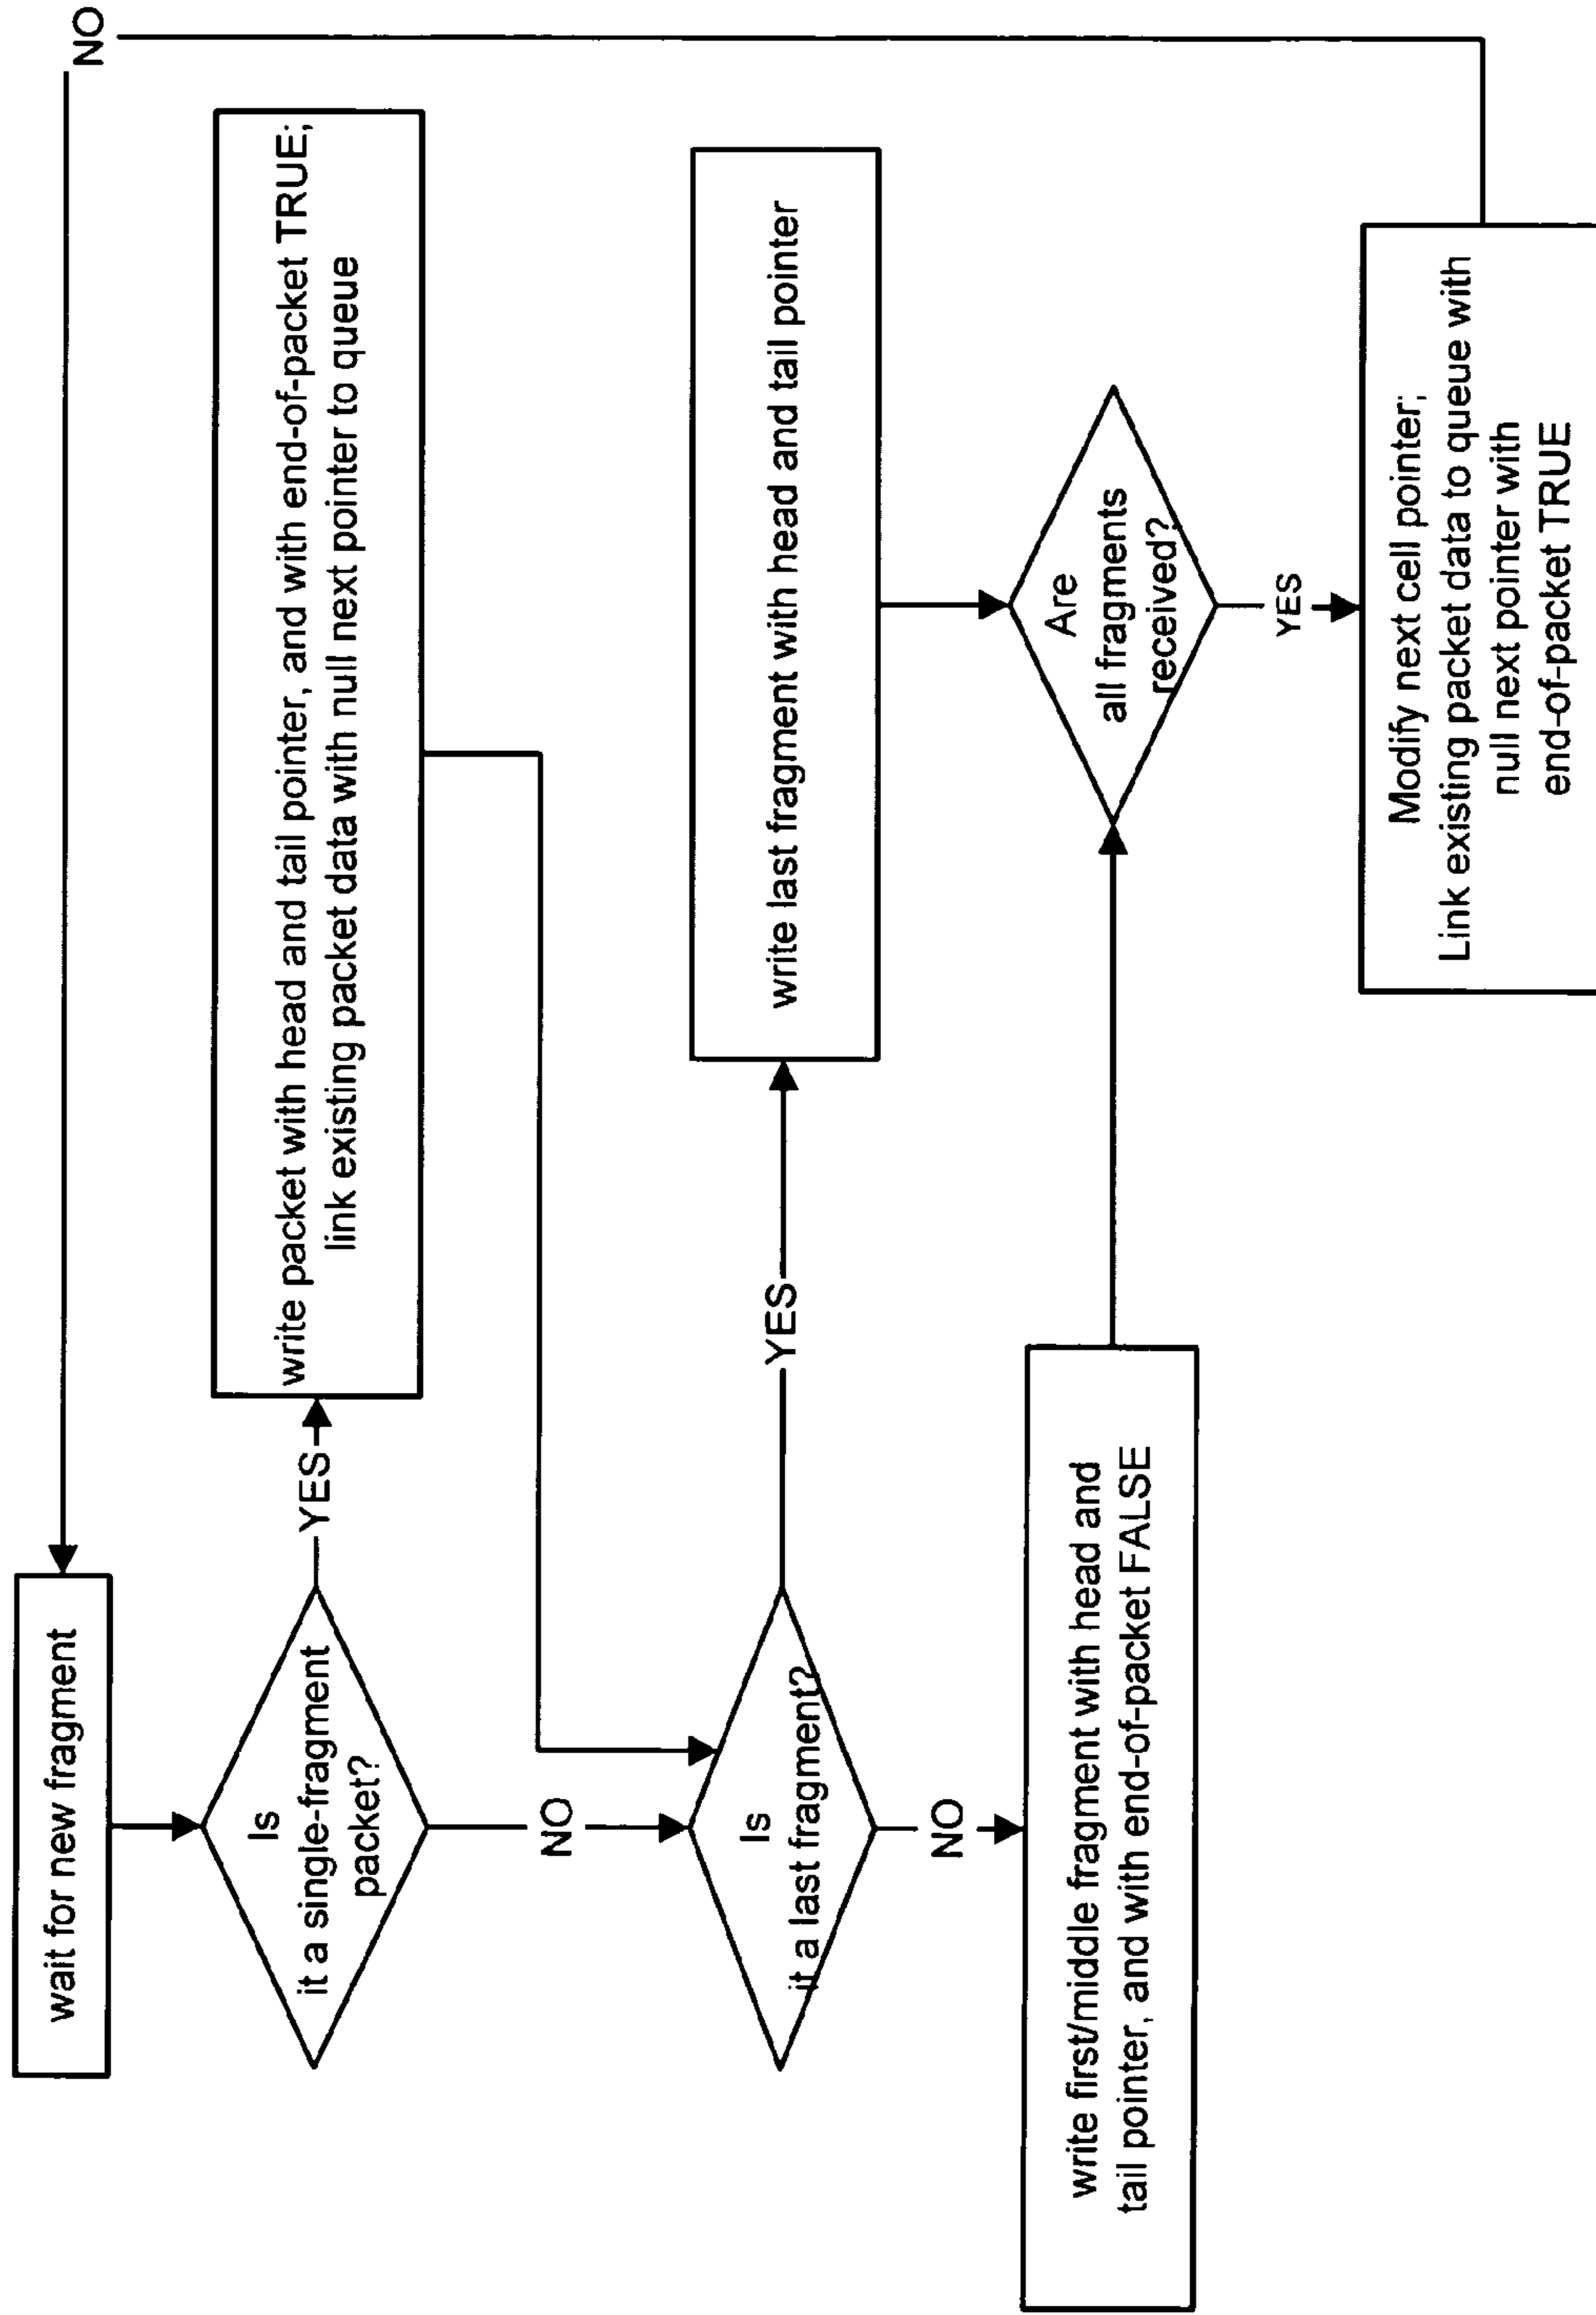 wait for new fragment
NO
Is
it a single-fragment
packet?
YES
write packet with head and tail pointer, and with end-of-packet TRUE;
link existing packet data with null next pointer to queue
NO
Is
it a last fragment?
YES
write last fragment with head and tail pointer
NO
write first/middle fragment with head and
tail pointer, and with end-of-packet FALSE
Are
all fragments
received?
YES
Modify next cell pointer;
Link existing packet data to queue with
null next pointer with
end-of-packet TRUE